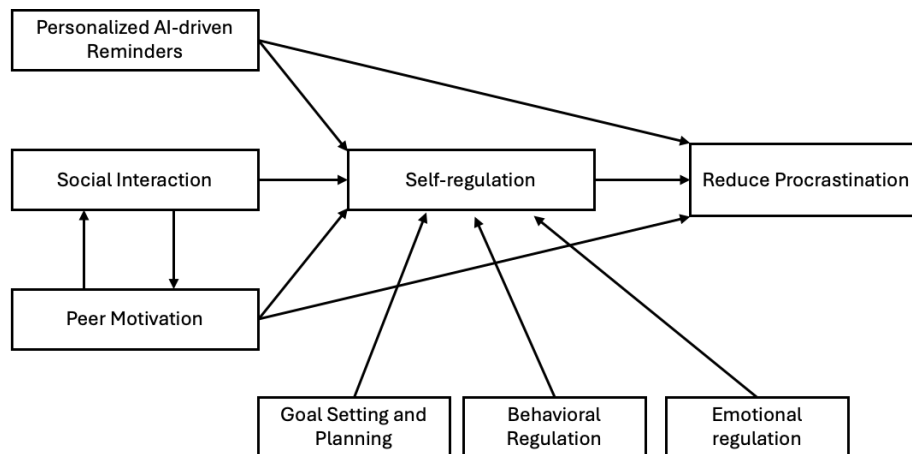 Personalized AI-driven
Reminders
Social Interaction
Self-regulation
Reduce Procrastination
Peer Motivation
Goal Setting and
Planning
Behavioral
Regulation
Emotional
regulation